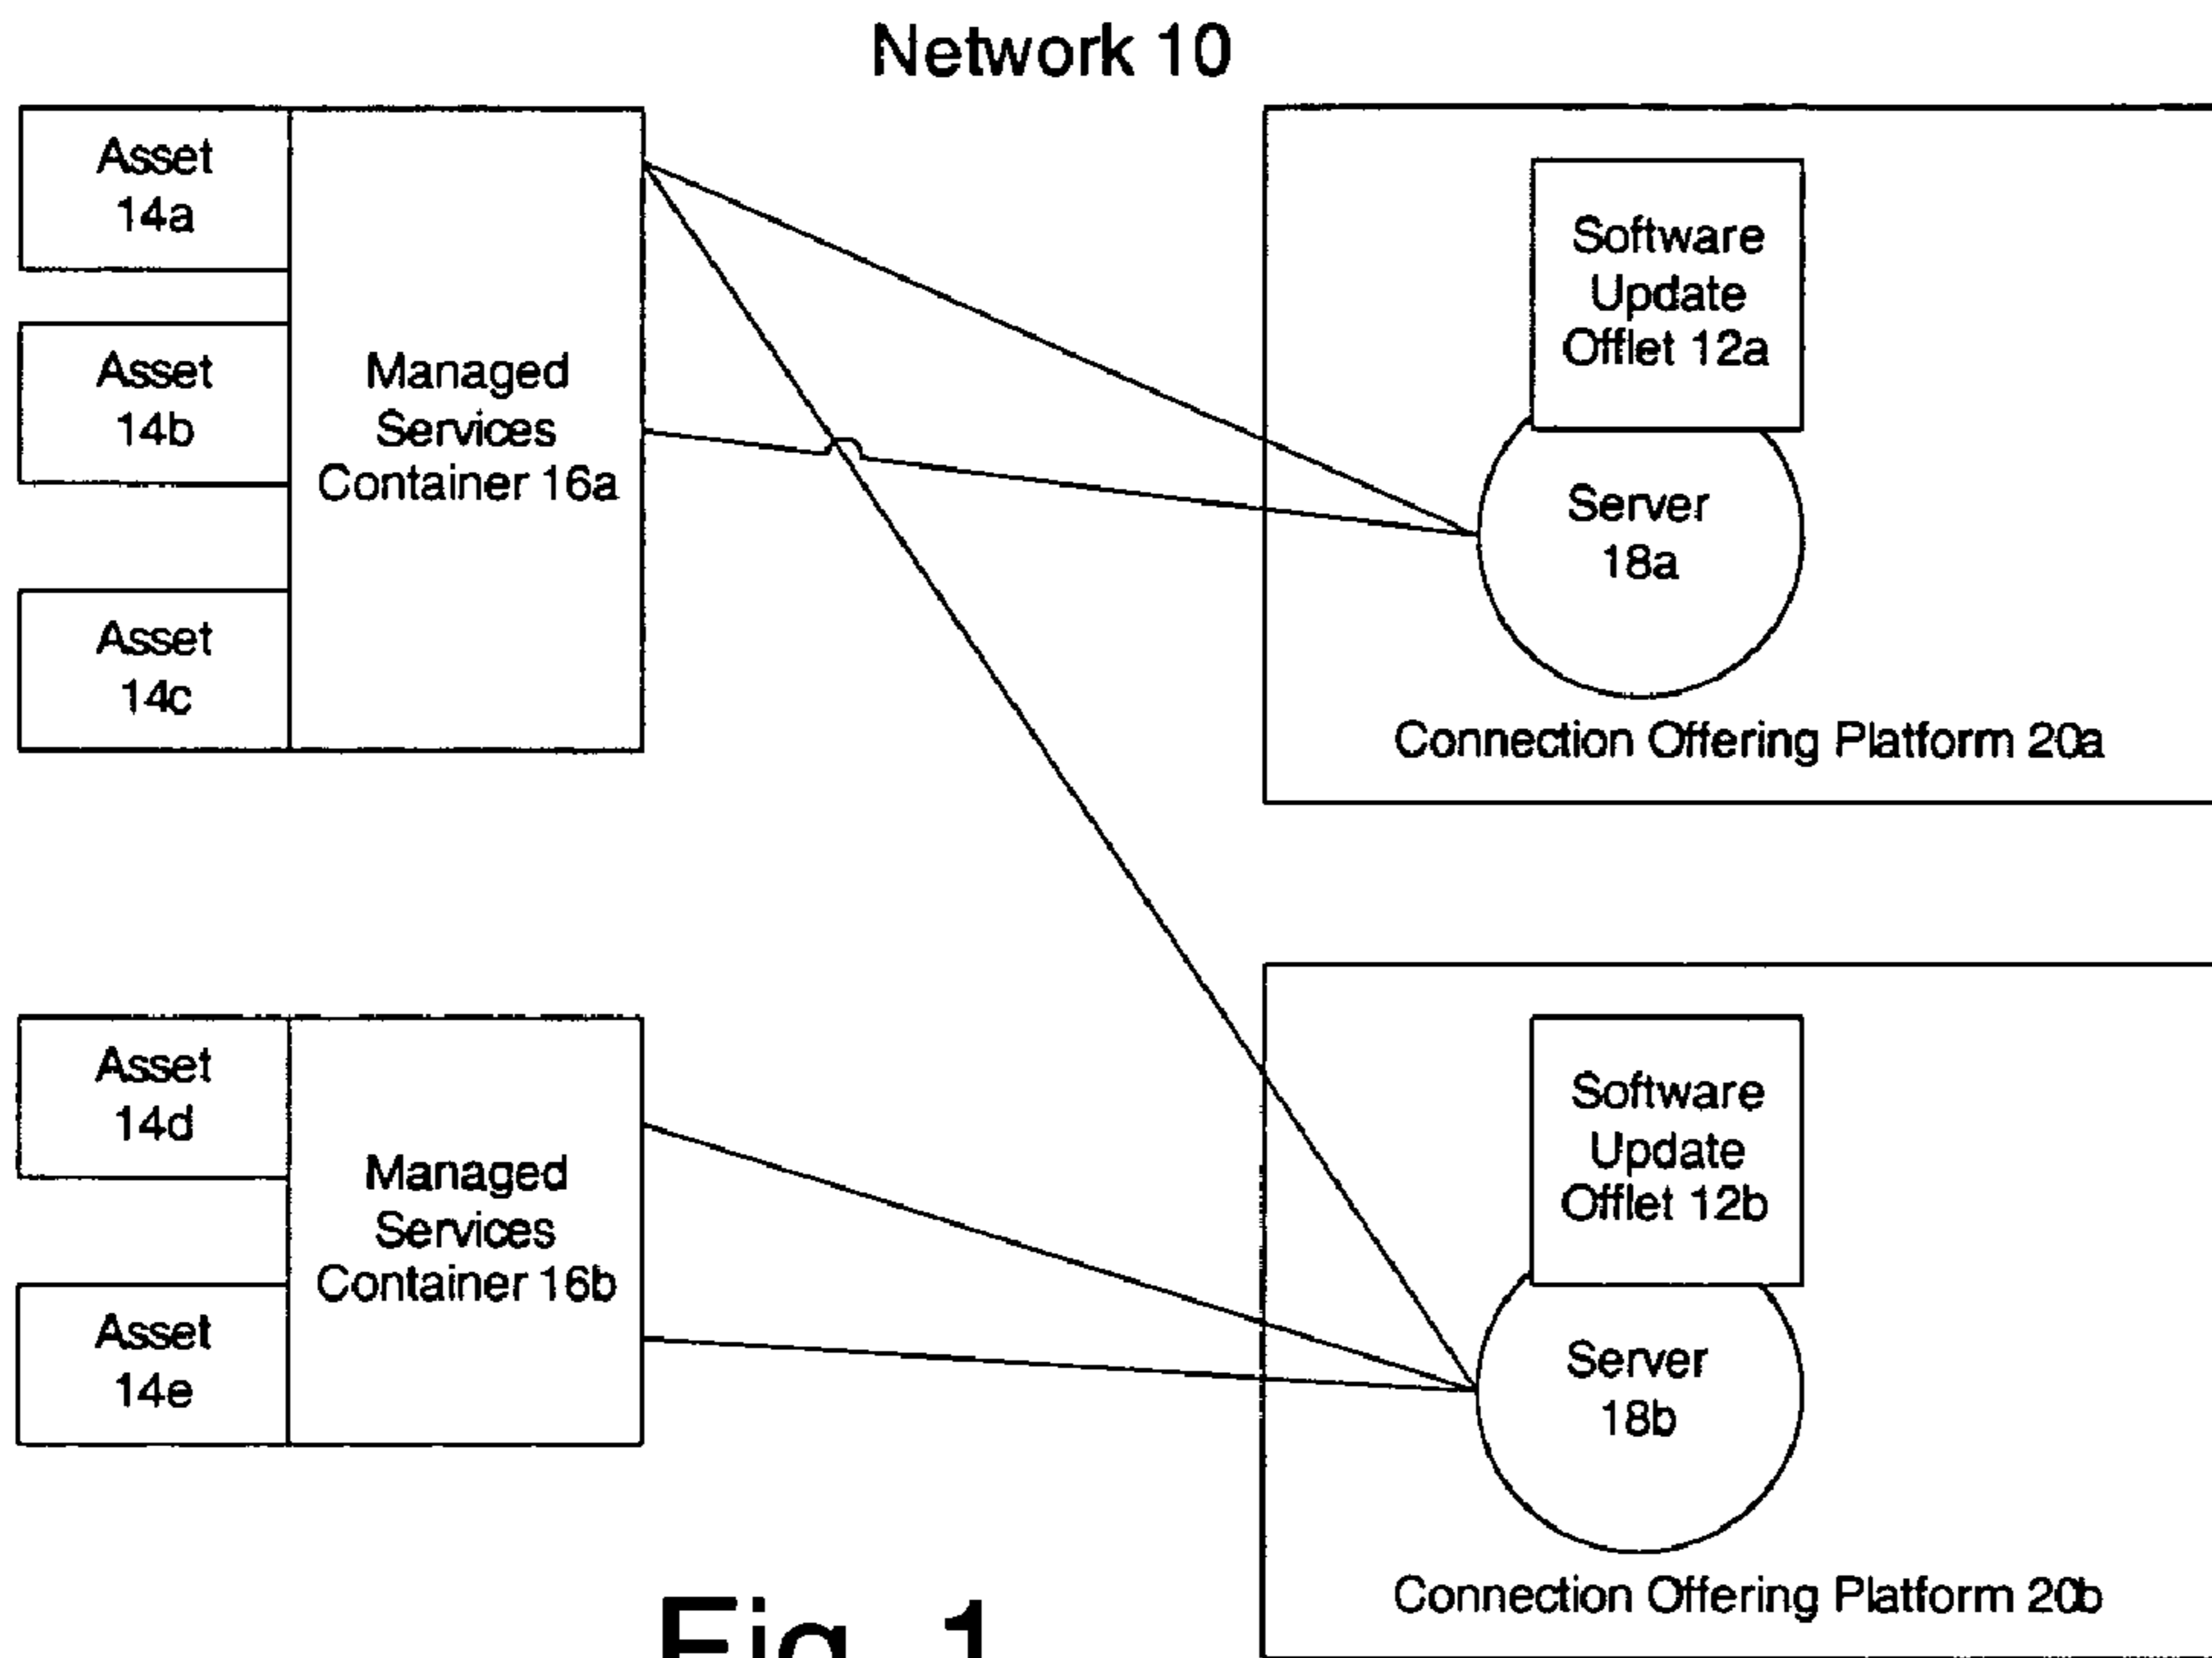 Network 10
Asset
14a
Asset
14b
Asset
14c
Managed
Services
Container 16a
Software
Update
Offlet 12a
Server
18a
Connection Offering Platform 20a
Asset
14d
Asset
14e
Managed
Services
Container 16b
Software
Update
Offlet 12b
Server
18b
Connection Offering Platform 20b
Fig. 1